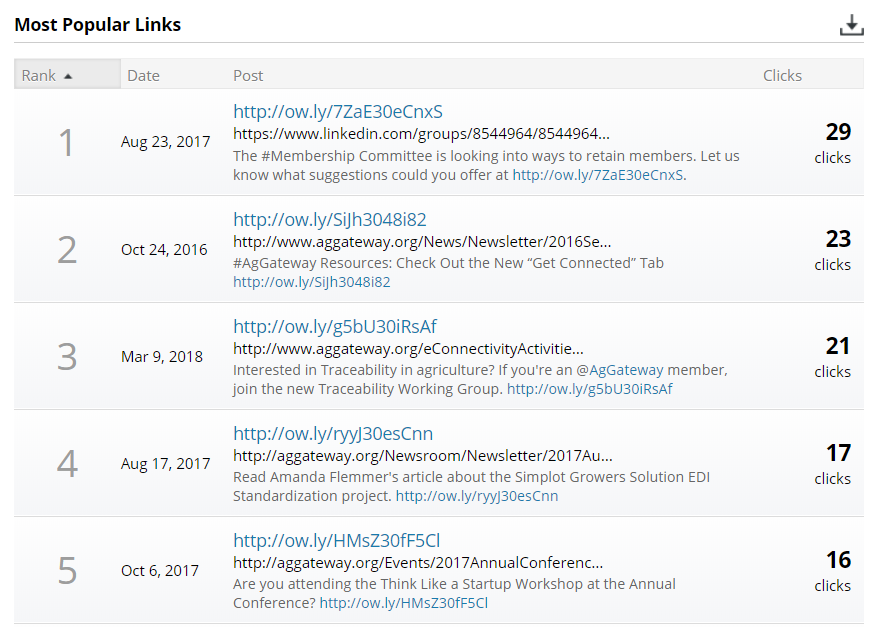 Most Popular Links
Rank Date Post Clicks
1 Aug 23, 2017
http://ow.ly/7ZaE30eCnxS
https://www.linkedin.com/groups/8544964/8544964...
The #Membership Committee is looking into ways to retain members. Let us
know what suggestions could you offer at http://ow.ly/7ZaE30eCnxS.
29
clicks
2 Oct 24, 2016
http://ow.ly/SiJh3048i82
http://www.aggateway.org/News/Newsletter/2016Se...
#AgGateway Resources: Check Out the New “Get Connected” Tab
http://ow.ly/SiJh3048i82
23
clicks
3 Mar 9, 2018
http://ow.ly/g5bU30iRsAf
http://www.aggateway.org/eConnectivityActivitie...
Interested in Traceability in agriculture? If you're an @AgGateway member,
join the new Traceability Working Group. http://ow.ly/g5bU30iRsAf
21
clicks
4 Aug 17, 2017
http://ow.ly/ryyJ30esCnn
http://aggateway.org/Newsroom/Newsletter/2017Au...
Read Amanda Flemmer's article about the Simplot Growers Solution EDI
Standardization project. http://ow.ly/ryyJ30esCnn
17
clicks
5 Oct 6, 2017
http://ow.ly/HMsZ30fF5Cl
http://aggateway.org/Events/2017AnnualConferenc...
Are you attending the Think Like a Startup Workshop at the Annual
Conference? http://ow.ly/HMsZ30fF5Cl
16
clicks